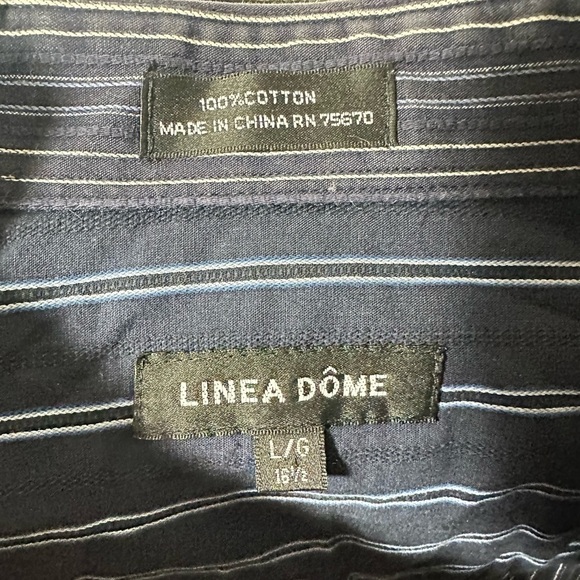 100%COTTON
MADE IN CHINA RN 75670
LINEA DÔME
L/G
16½